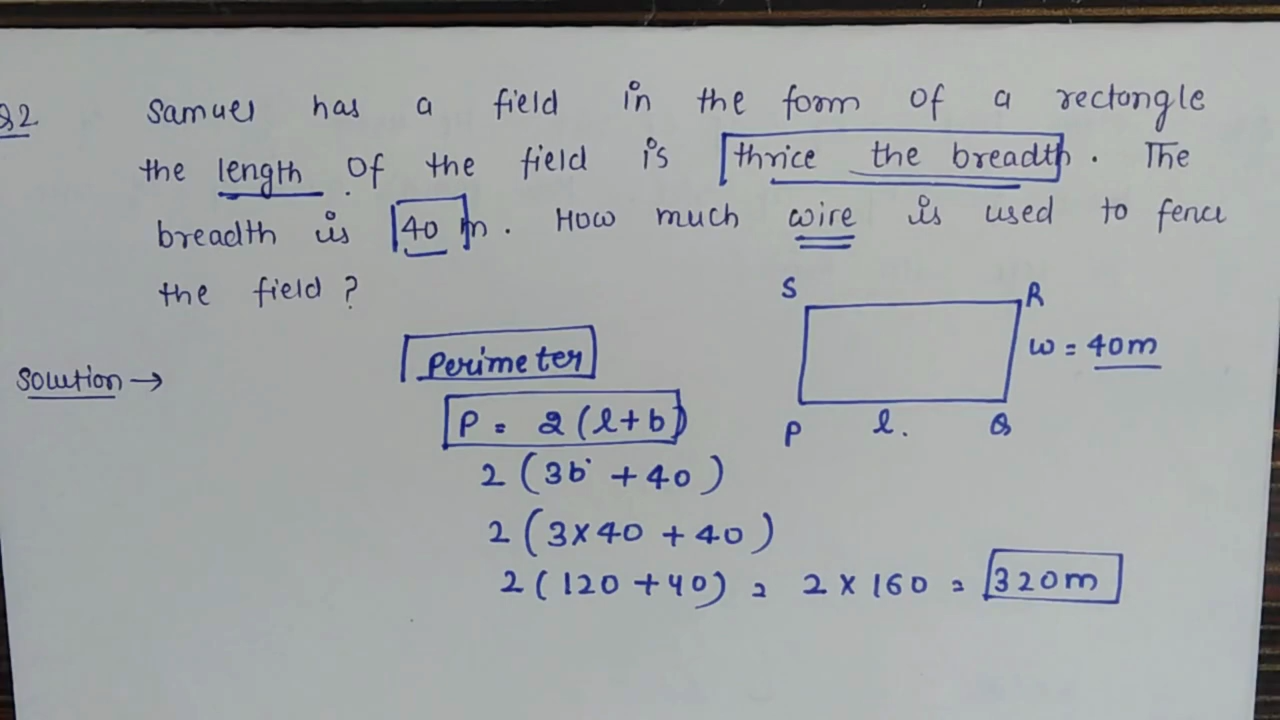 Q2 Samuel has a field in the form of a rectongle
the length Of the field is thrice the breadth. The
breadth is 40 m. How much wire is used to fence
the field?
S R
w = 40m
Solution → Perimeter
P = 2(l+b)
P l. Q
2(3b + 40)
2(3×40 + 40)
2(120 + 40) = 2 × 160 = 320m